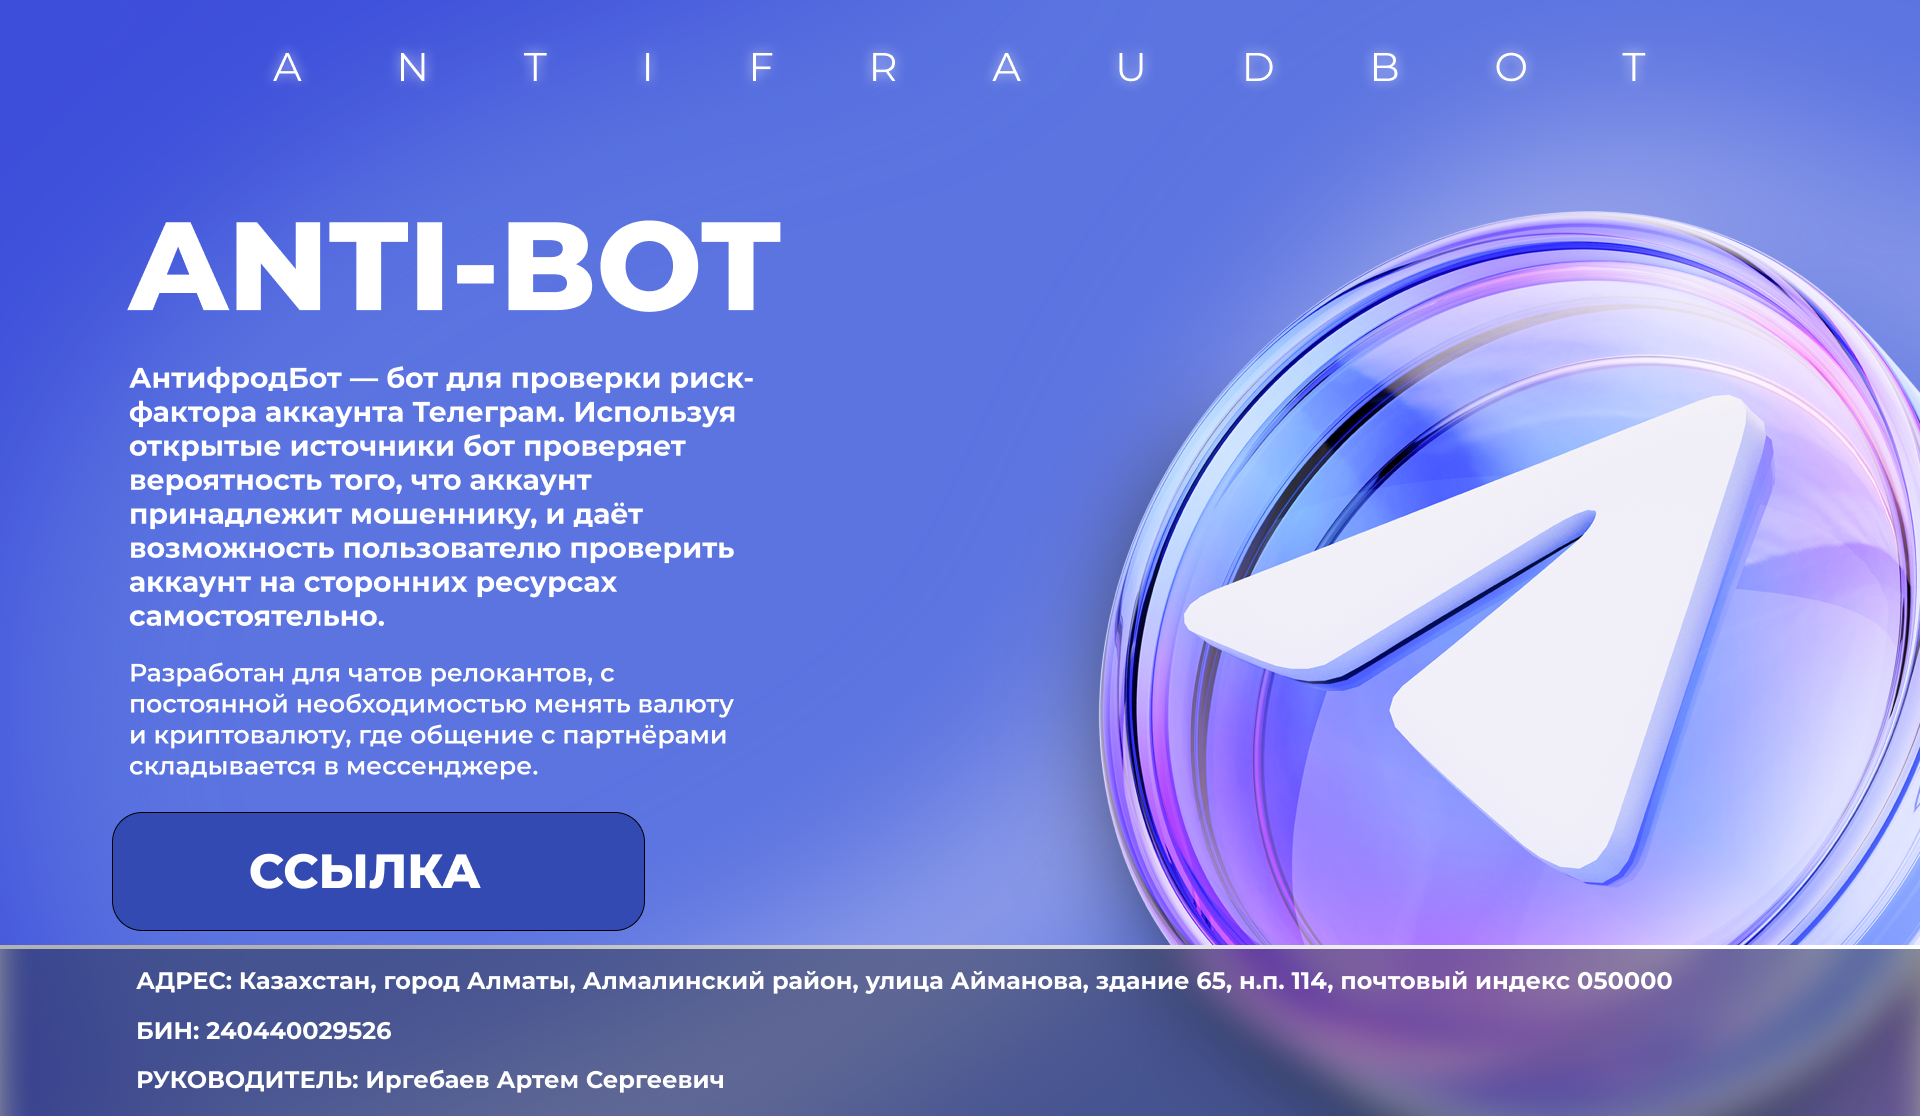 ANTIFRAUDBOT
ANTI-BOT
АнтифродБот — бот для проверки риск-
фактора аккаунта Телеграм. Используя
открытые источники бот проверяет
вероятность того, что аккаунт
принадлежит мошеннику, и даёт
возможность пользователю проверить
аккаунт на сторонних ресурсах
самостоятельно.
Разработан для чатов релокантов, с
постоянной необходимостью менять валюту
и криптовалюту, где общение с партнёрами
складывается в мессенджере.
ССЫЛКА
АДРЕС: Казахстан, город Алматы, Алмалинский район, улица Айманова, здание 65, н.п. 114, почтовый индекс 050000
БИН: 240440029526
РУКОВОДИТЕЛЬ: Иргебаев Артем Сергеевич